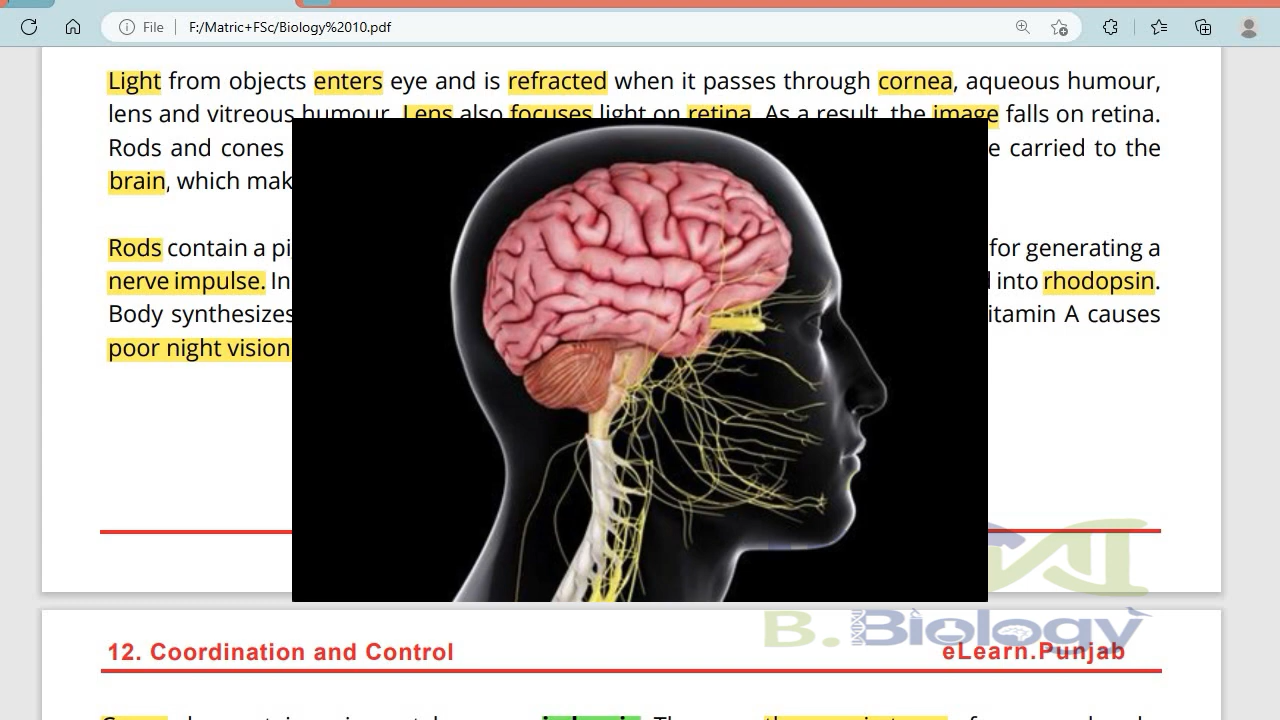 File F:/Matric+FSc/Biology%2010.pdf
Light from objects enters eye and is refracted when it passes through cornea, aqueous humour,
lens and vitreous humour. Lens also focuses light on retina. As a result, the image falls on retina.
Rods and cones e carried to the
brain, which mak
Rods contain a pi for generating a
nerve impulse. In into rhodopsin.
Body synthesizes itamin A causes
poor night vision
B. Biology
12. Coordination and Control eLearn.Punjab